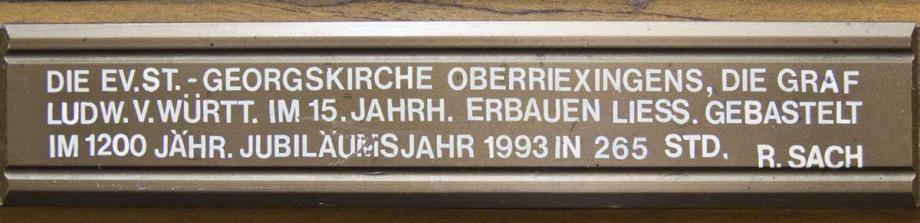 DIE EV.ST.-GEORGSKIRCHE OBERRIEXINGENS, DIE GRAF
LUDW.V.WÜRTT. IM 15.JAHRH. ERBAUEN LIESS. GEBASTELT
IM 1200 JÄHR. JUBILÄUMSJAHR 1993 IN 265 STD. R. SACH